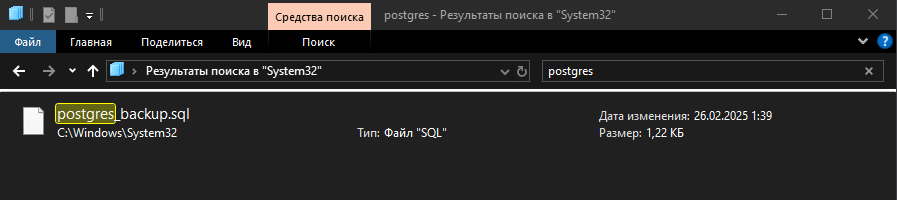 Средства поиска
postgres - Результаты поиска в "System32"
Файл Главная Поделиться Вид Поиск
Результаты поиска в "System32"
postgres
postgres_backup.sql
C:\Windows\System32
Тип: Файл "SQL"
Дата изменения: 26.02.2025 1:39
Размер: 1,22 КБ